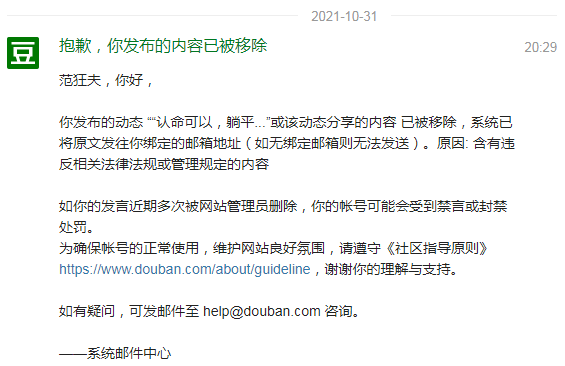 2021-10-31
豆
抱歉，你发布的内容已被移除
20:29
范狂夫，你好，
你发布的动态 ““认命可以，躺平...”或该动态分享的内容 已被移除，系统已
将原文发往你绑定的邮箱地址（如无绑定邮箱则无法发送）。原因: 含有违
反相关法律法规或管理规定的内容
如你的发言近期多次被网站管理员删除，你的帐号可能会受到禁言或封禁
处罚。
为确保帐号的正常使用，维护网站良好氛围，请遵守《社区指导原则》
https://www.douban.com/about/guideline，谢谢你的理解与支持。
如有疑问，可发邮件至 help@douban.com 咨询。
——系统邮件中心